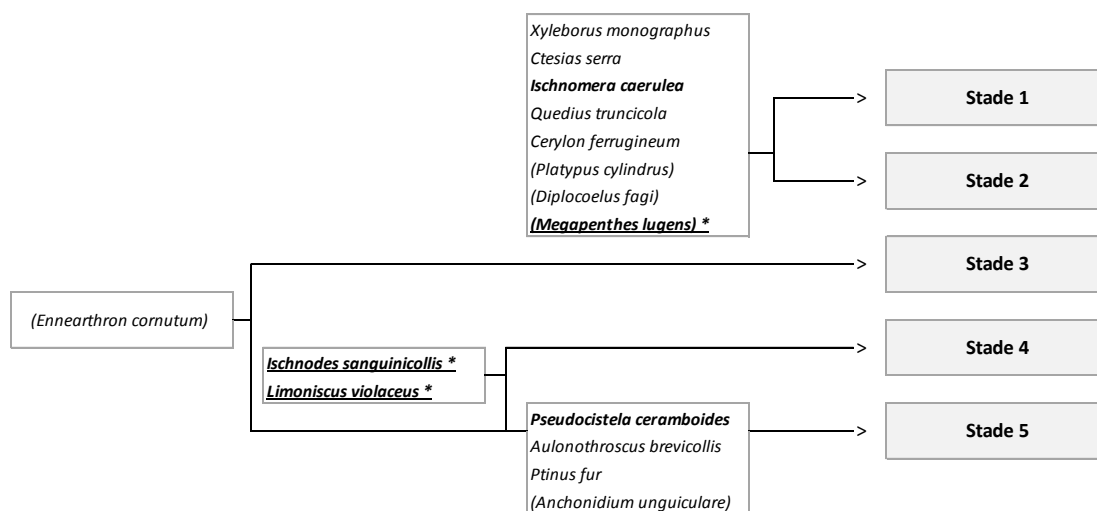 Xyleborus monographus
Ctesias serra
Ischnomera caerulea
Quedius truncicola
Cerylon ferrugineum
(Platypus cylindrus)
(Diplocoelus fagi)
(Megapenthes lugens) *
> Stade 1
> Stade 2
> Stade 3
(Ennearthron cornutum)
Ischnodes sanguinicollis *
Limoniscus violaceus *
> Stade 4
Pseudocistela ceramboides
Aulonothroscus brevicollis
Ptinus fur
(Anchonidium unguiculare)
> Stade 5